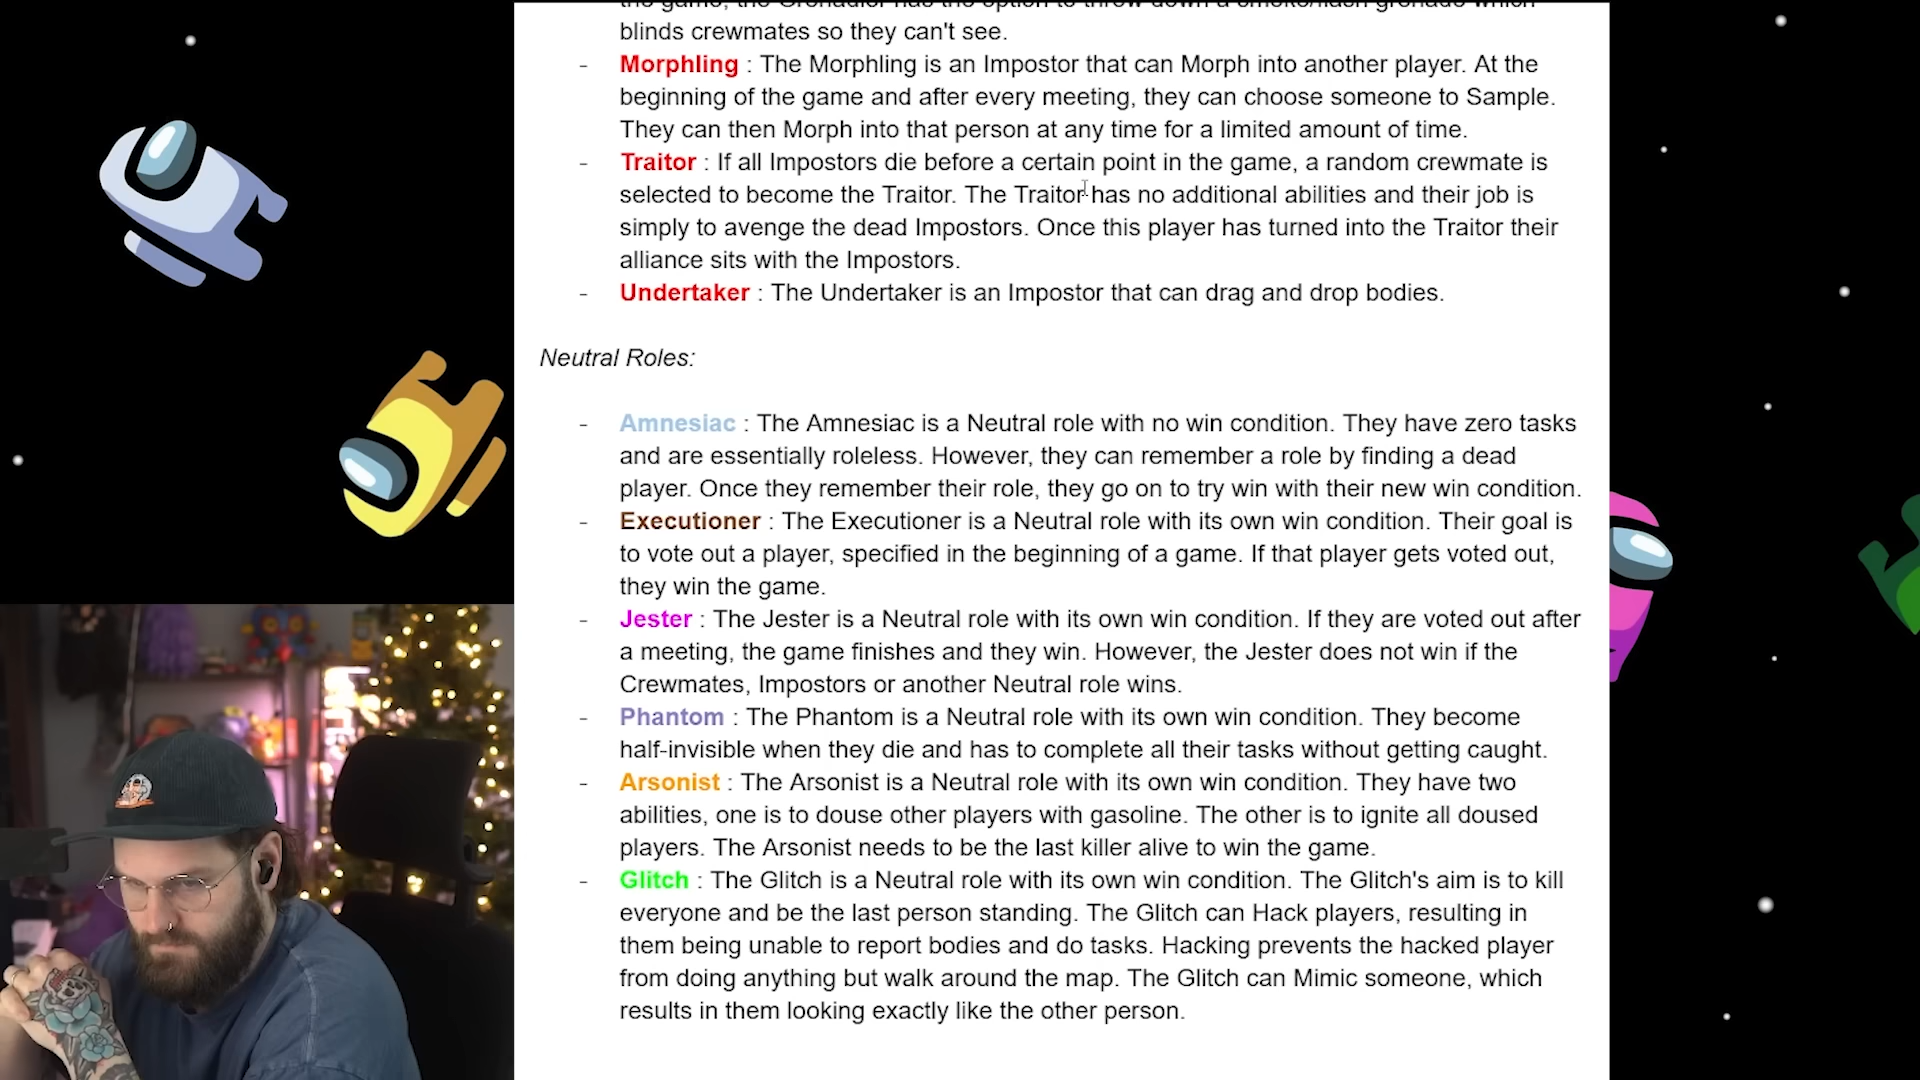 blinds crewmates so they can't see.
- Morphling : The Morphling is an Impostor that can Morph into another player. At the
beginning of the game and after every meeting, they can choose someone to Sample.
They can then Morph into that person at any time for a limited amount of time.
- Traitor : If all Impostors die before a certain point in the game, a random crewmate is
selected to become the Traitor. The Traitor has no additional abilities and their job is
simply to avenge the dead Impostors. Once this player has turned into the Traitor their
alliance sits with the Impostors.
- Undertaker : The Undertaker is an Impostor that can drag and drop bodies.
Neutral Roles:
- Amnesiac : The Amnesiac is a Neutral role with no win condition. They have zero tasks
and are essentially roleless. However, they can remember a role by finding a dead
player. Once they remember their role, they go on to try win with their new win condition.
- Executioner : The Executioner is a Neutral role with its own win condition. Their goal is
to vote out a player, specified in the beginning of a game. If that player gets voted out,
they win the game.
- Jester : The Jester is a Neutral role with its own win condition. If they are voted out after
a meeting, the game finishes and they win. However, the Jester does not win if the
Crewmates, Impostors or another Neutral role wins.
- Phantom : The Phantom is a Neutral role with its own win condition. They become
half-invisible when they die and has to complete all their tasks without getting caught.
- Arsonist : The Arsonist is a Neutral role with its own win condition. They have two
abilities, one is to douse other players with gasoline. The other is to ignite all doused
players. The Arsonist needs to be the last killer alive to win the game.
- Glitch : The Glitch is a Neutral role with its own win condition. The Glitch's aim is to kill
everyone and be the last person standing. The Glitch can Hack players, resulting in
them being unable to report bodies and do tasks. Hacking prevents the hacked player
from doing anything but walk around the map. The Glitch can Mimic someone, which
results in them looking exactly like the other person.